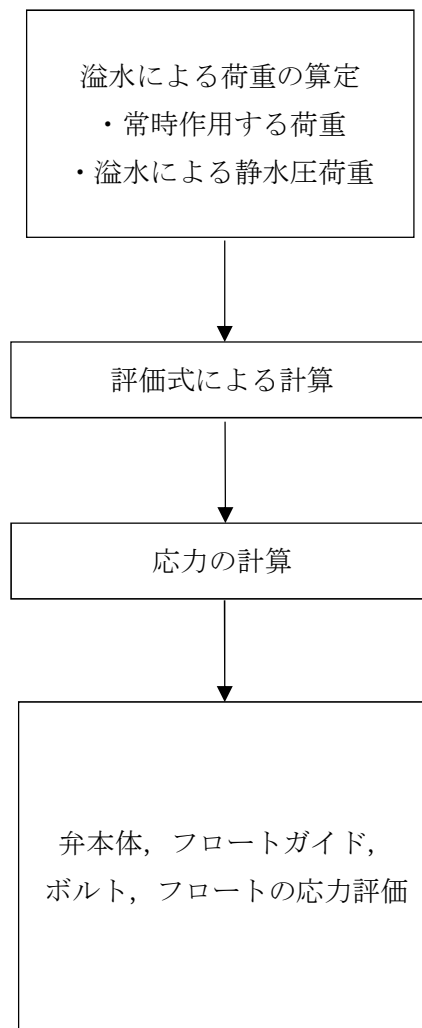 溢水による荷重の算定
・常時作用する荷重
・溢水による静水圧荷重
評価式による計算
応力の計算
弁本体，フロートガイド，
ボルト，フロートの応力評価